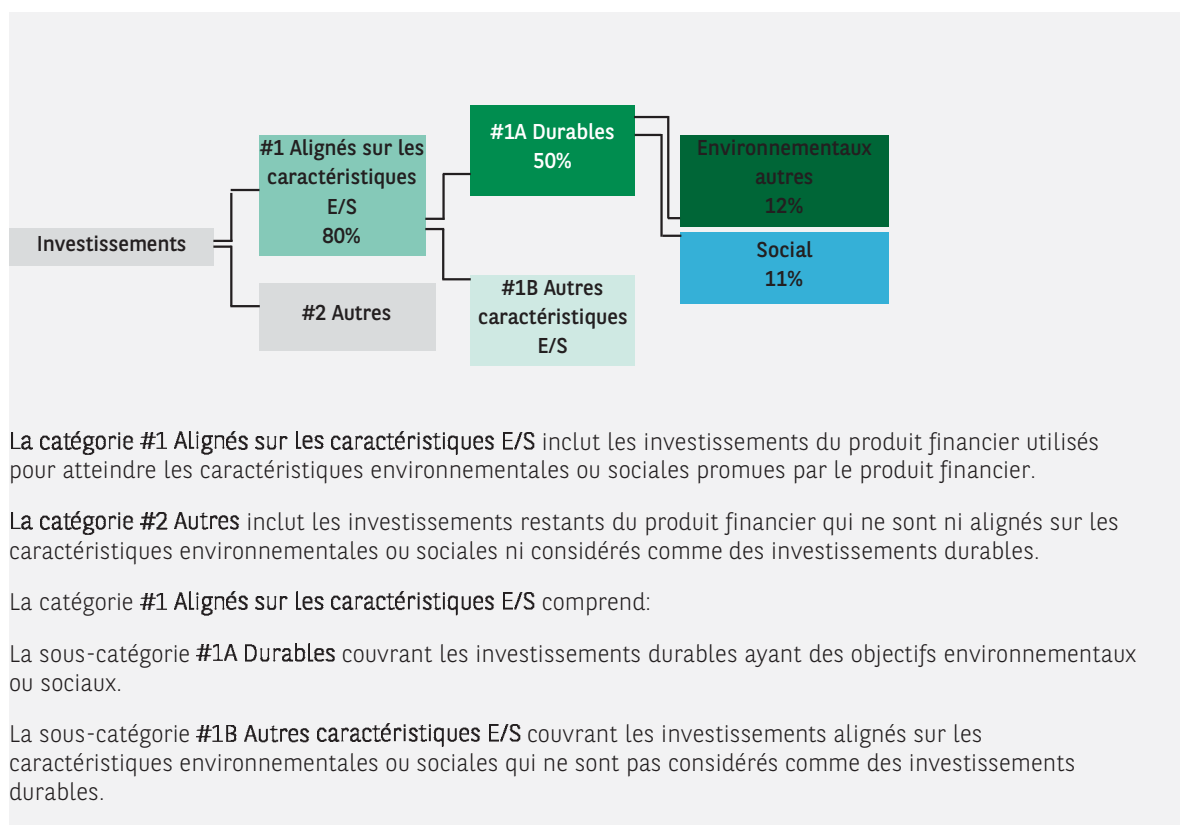 #1A Durables
50%
#1 Alignés sur les
caractéristiques
E/S
80%
Environnementaux
autres
12%
Investissements
Social
11%
#2 Autres
#1B Autres
caractéristiques
E/S
La catégorie #1 Alignés sur les caractéristiques E/S inclut les investissements du produit financier utilisés
pour atteindre les caractéristiques environnementales ou sociales promues par le produit financier.
La catégorie #2 Autres inclut les investissements restants du produit financier qui ne sont ni alignés sur les
caractéristiques environnementales ou sociales ni considérés comme des investissements durables.
La catégorie #1 Alignés sur les caractéristiques E/S comprend:
La sous-catégorie #1A Durables couvrant les investissements durables ayant des objectifs environnementaux
ou sociaux.
La sous-catégorie #1B Autres caractéristiques E/S couvrant les investissements alignés sur les
caractéristiques environnementales ou sociales qui ne sont pas considérés comme des investissements
durables.